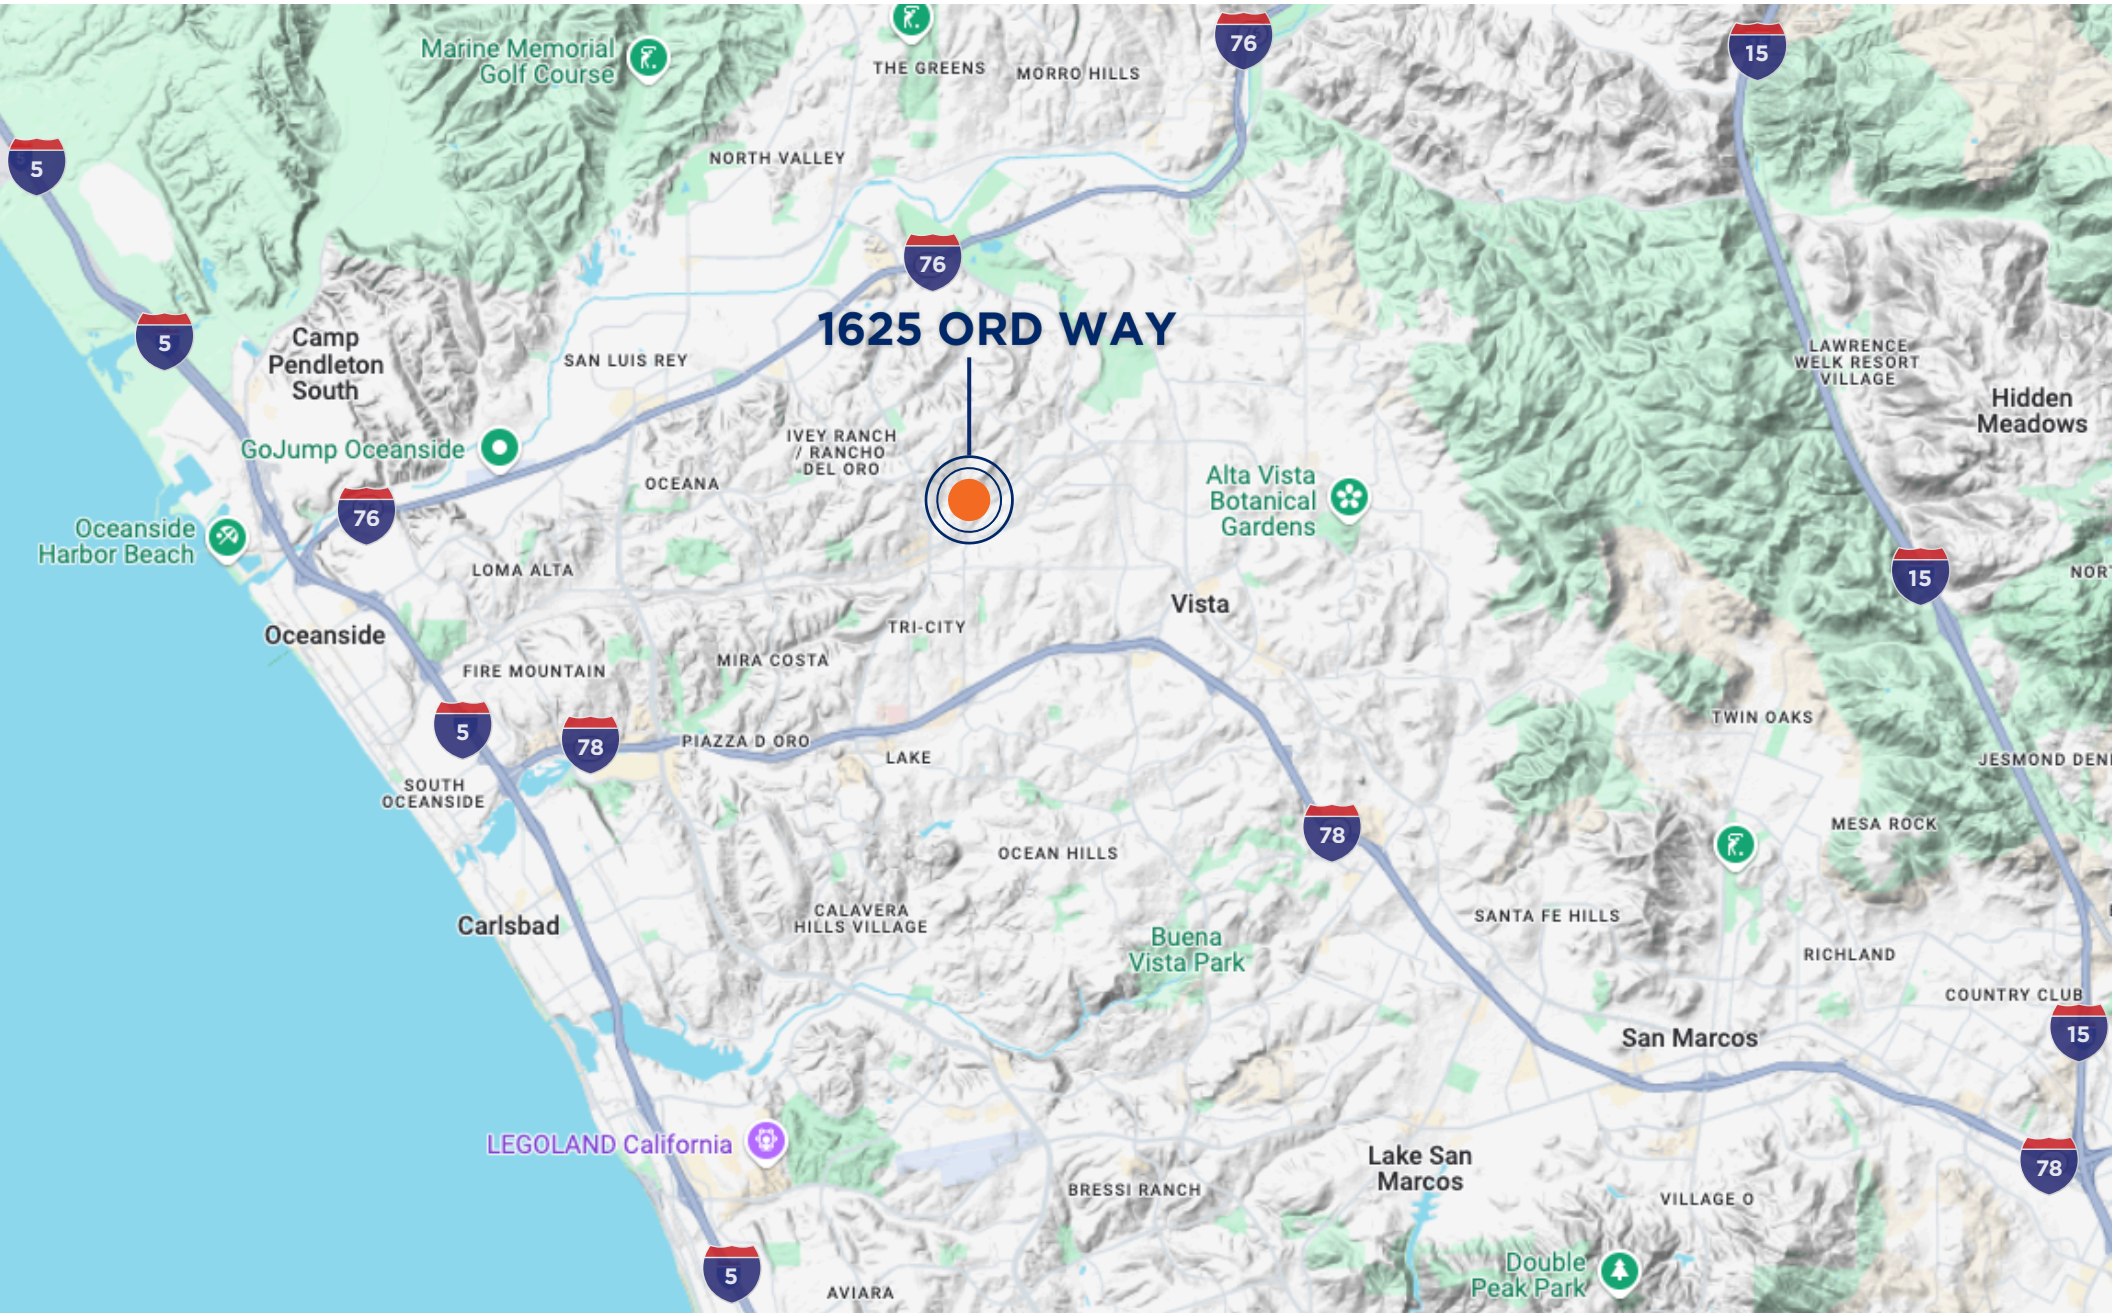 Marine Memorial
Golf Course
THE GREENS
MORRO HILLS
76
15
5
NORTH VALLEY
76
1625 ORD WAY
5
Camp
Pendleton
South
SAN LUIS REY
LAWRENCE
WELK RESORT
VILLAGE
Hidden
Meadows
GoJump Oceanside
IVEY RANCH
/ RANCHO
DEL ORO
OCEANA
Alta Vista
Botanical
Gardens
76
Oceanside
Harbor Beach
LOMA ALTA
15
NOR
Vista
Oceanside
TRI-CITY
FIRE MOUNTAIN
MIRA COSTA
5
78
PIAZZA D ORO
LAKE
TWIN OAKS
JESMOND DEN
SOUTH
OCEANSIDE
78
MESA ROCK
OCEAN HILLS
Carlsbad
CALAVERA
HILLS VILLAGE
SANTA FE HILLS
Buena
Vista Park
RICHLAND
COUNTRY CLUB
San Marcos
15
LEGOLAND California
Lake San
Marcos
78
BRESSI RANCH
VILLAGE O
5
AVIARA
Double
Peak Park